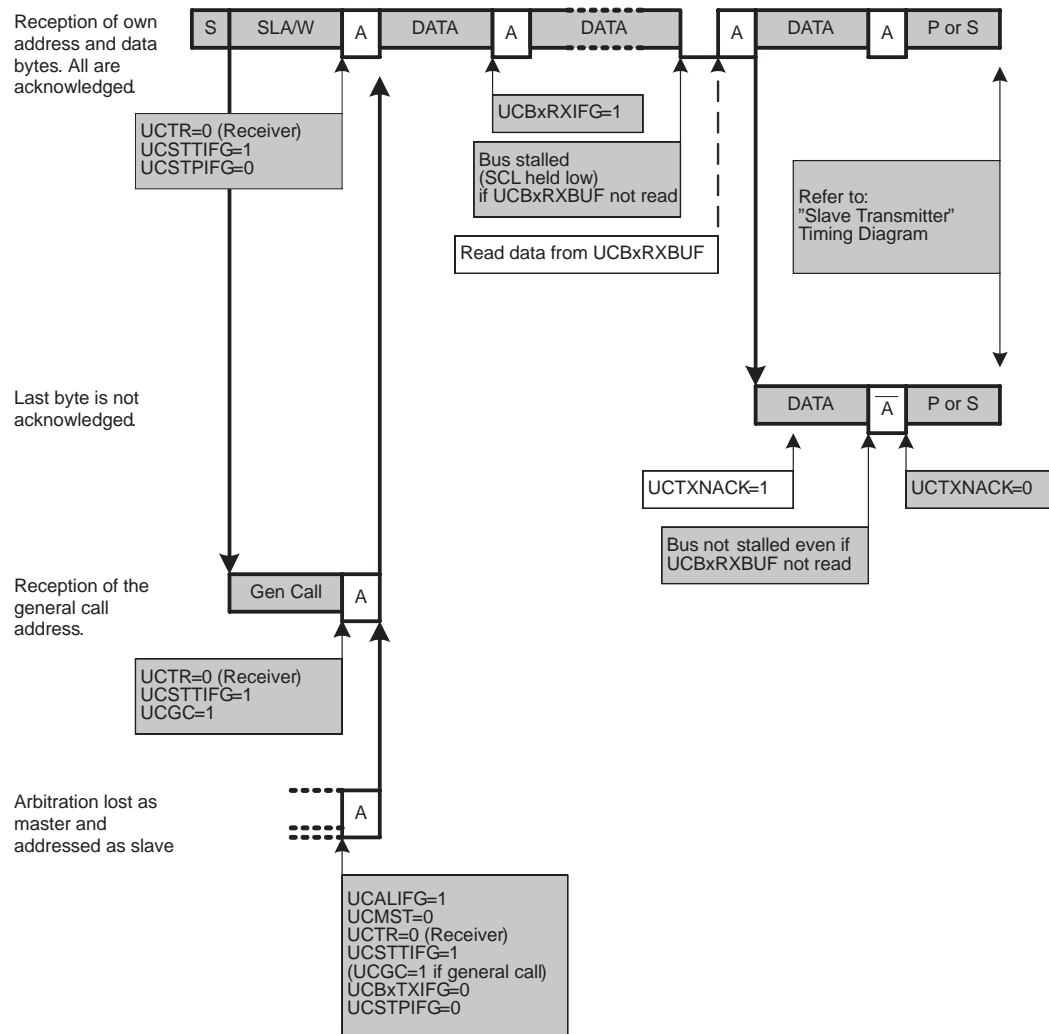 Reception of own
address and data
bytes. All are
acknowledged.
S
SLA/W
A
DATA
A
DATA
A
DATA
A
P or S
UCTR=0 (Receiver)
UCSTTIFG=1
UCSTPIFG=0
UCBxRXIFG=1
Bus stalled
(SCL held low)
if UCBxRXBUF not read
Read data from UCBxRXBUF
Refer to:
”Slave Transmitter”
Timing Diagram
Last byte is not
acknowledged.
DATA
A
P or S
UCTXNACK=1
UCTXNACK=0
Bus not stalled even if
UCBxRXBUF not read
Reception of the
general call
address.
Gen Call
A
UCTR=0 (Receiver)
UCSTTIFG=1
UCGC=1
Arbitration lost as
master and
addressed as slave
A
UCALIFG=1
UCMST=0
UCTR=0 (Receiver)
UCSTTIFG=1
(UCGC=1 if general call)
UCBxTXIFG=0
UCSTPIFG=0